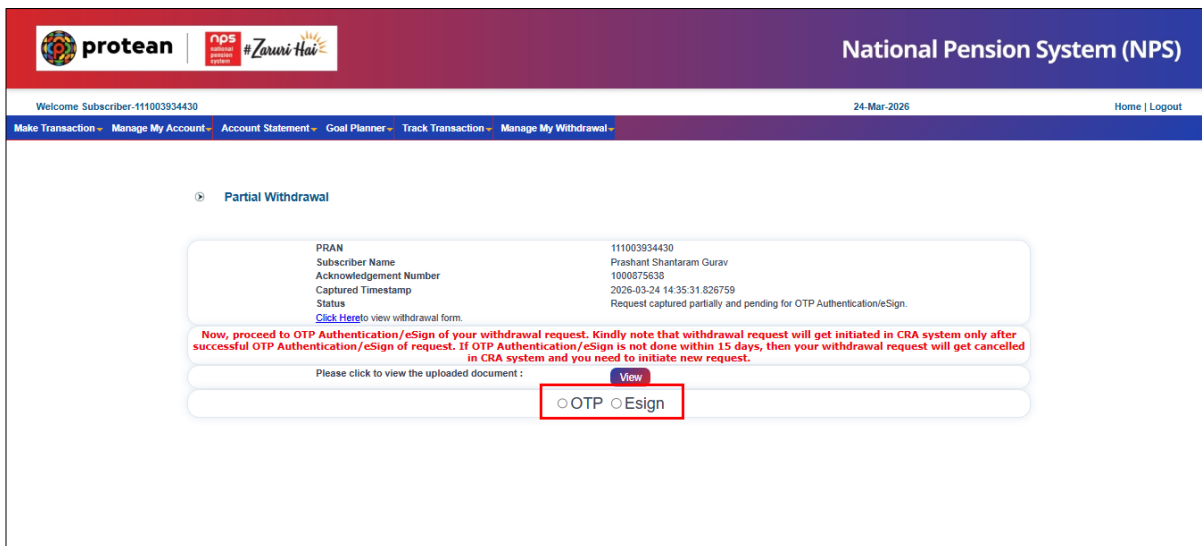 protean
nps
national
pension
system
#Zaruri Hai
National Pension System (NPS)
Welcome Subscriber-111003934430
24-Mar-2026
Home | Logout
Make Transaction Manage My Account Account Statement Goal Planner Track Transaction Manage My Withdrawal
Partial Withdrawal
PRAN 111003934430
Subscriber Name Prashant Shantaram Gurav
Acknowledgement Number 1000875638
Captured Timestamp 2026-03-24 14:35:31.826759
Status Request captured partially and pending for OTP Authentication/eSign.
Click Hereto view withdrawal form.
Now, proceed to OTP Authentication/eSign of your withdrawal request. Kindly note that withdrawal request will get initiated in CRA system only after
successful OTP Authentication/eSign of request. If OTP Authentication/eSign is not done within 15 days, then your withdrawal request will get cancelled
in CRA system and you need to initiate new request.
Please click to view the uploaded document : View
OTP Esign